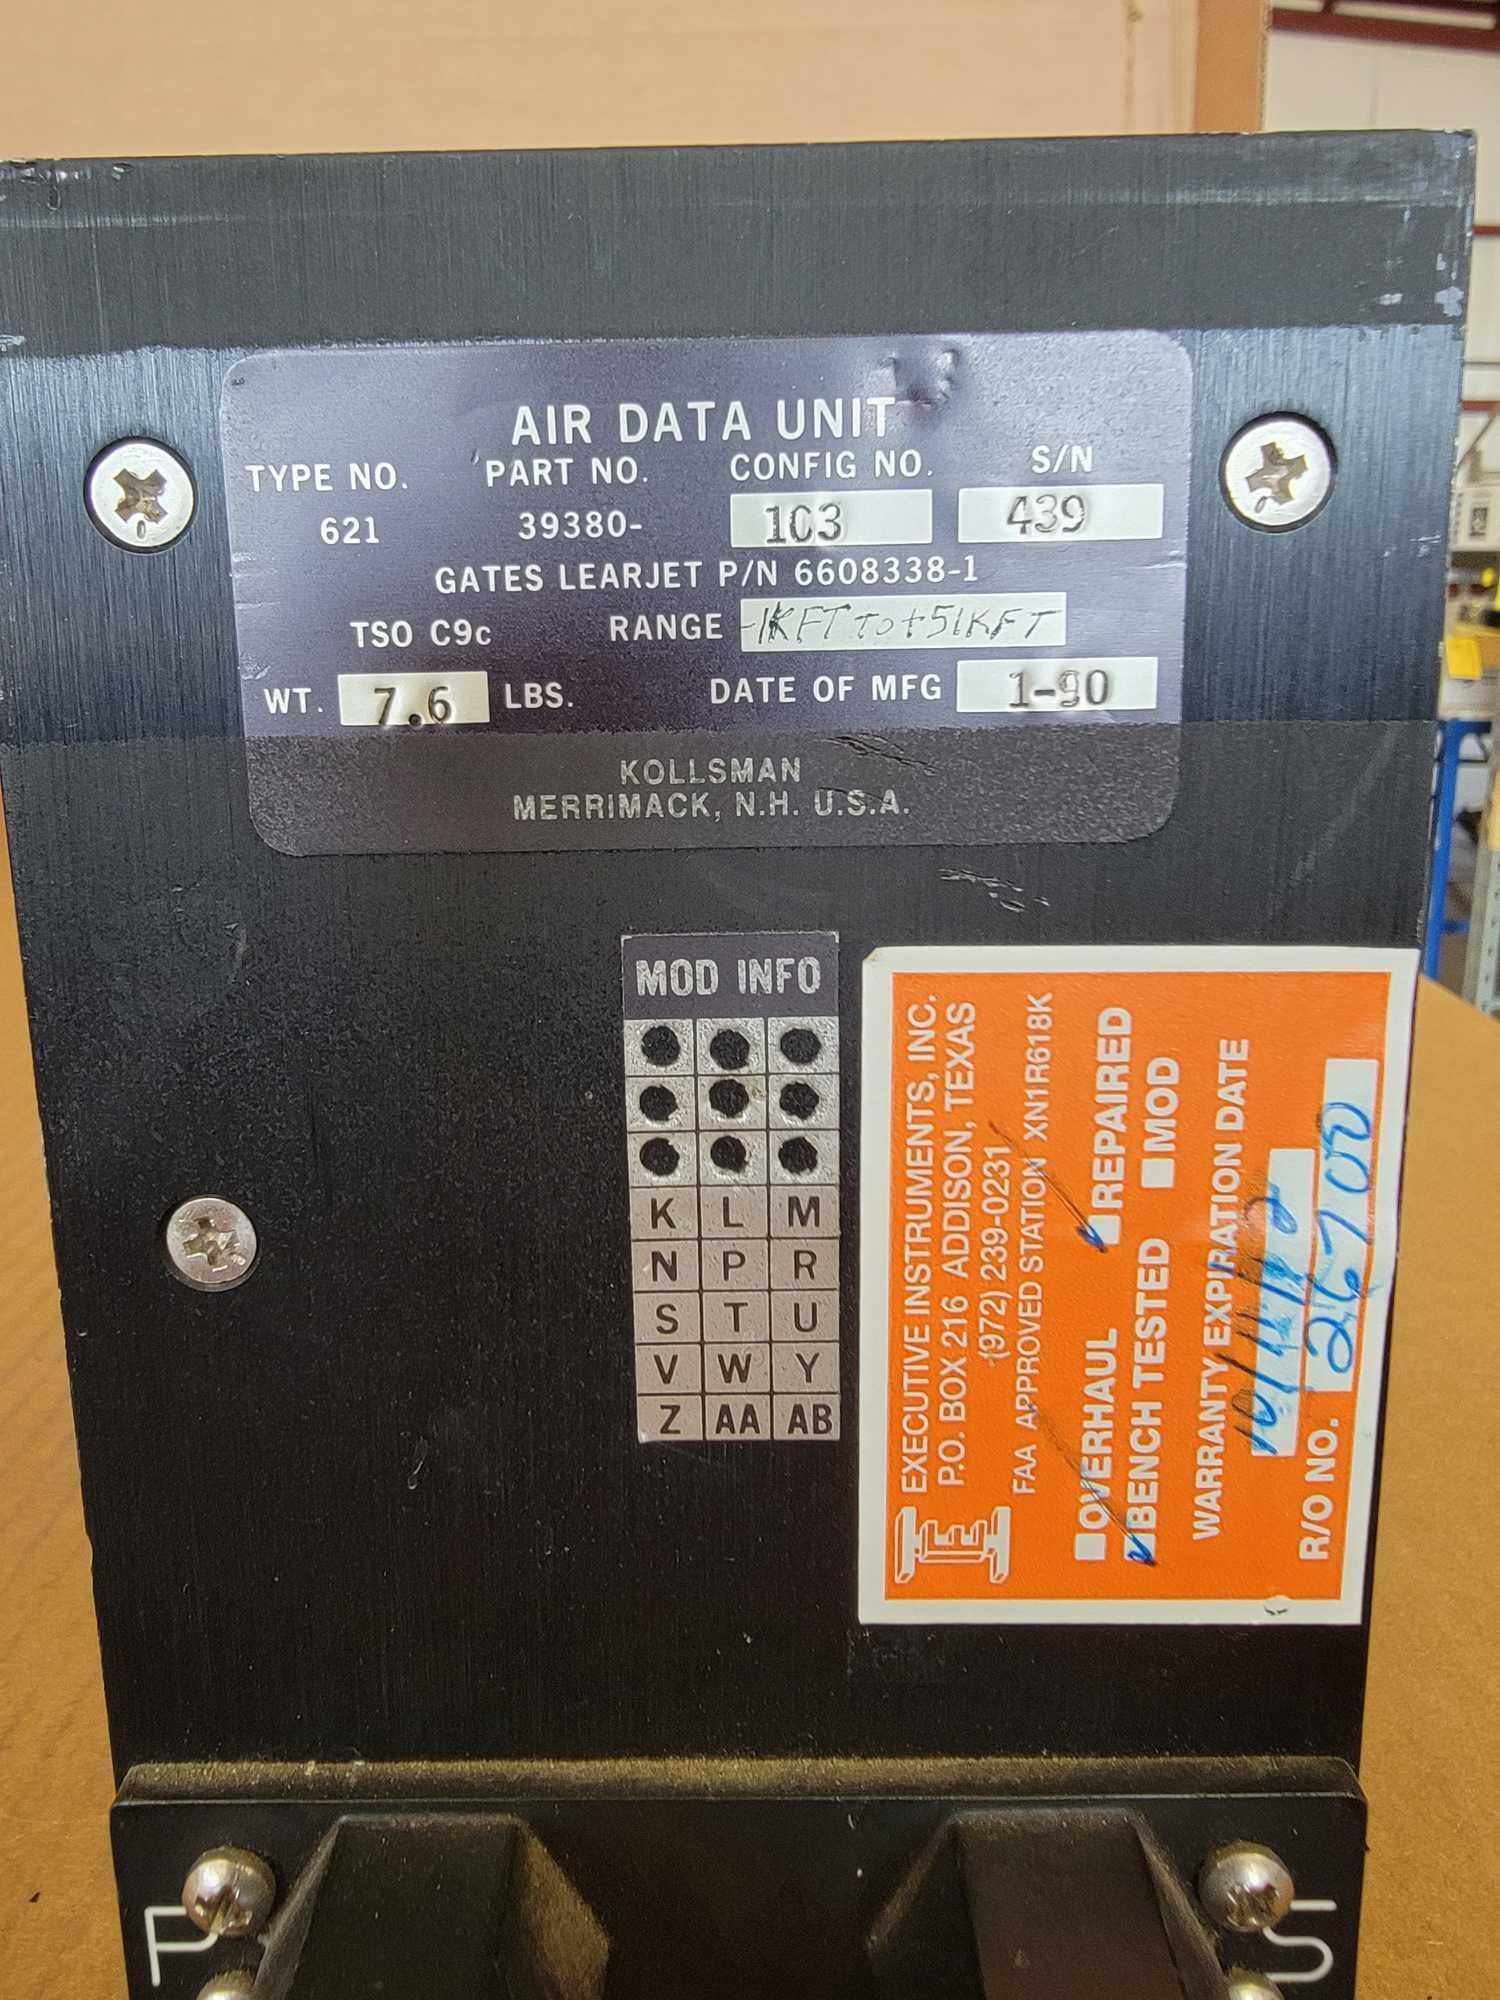 AIR DATA UNIT
TYPE NO. PART NO. CONFIG NO. S/N
621 39380- 103 439
GATES LEARJET P/N 6608338-1
TSO C9c RANGE -1KFT TO +51KFT
WT. 7.6 LBS. DATE OF MFG 1-90
KOLLSMAN
MERRIMACK, N.H. U.S.A.
MOD INFO
K L M
N P R
S T U
V W Y
Z AA AB
EXECUTIVE INSTRUMENTS, INC.
P.O. BOX 216 ADDISON, TEXAS
(972) 239-0231
FAA APPROVED STATION XN1R618K
OVERHAUL REPAIRED
BENCH TESTED MOD
WARRANTY EXPIRATION DATE
R/O NO. 26700
P S